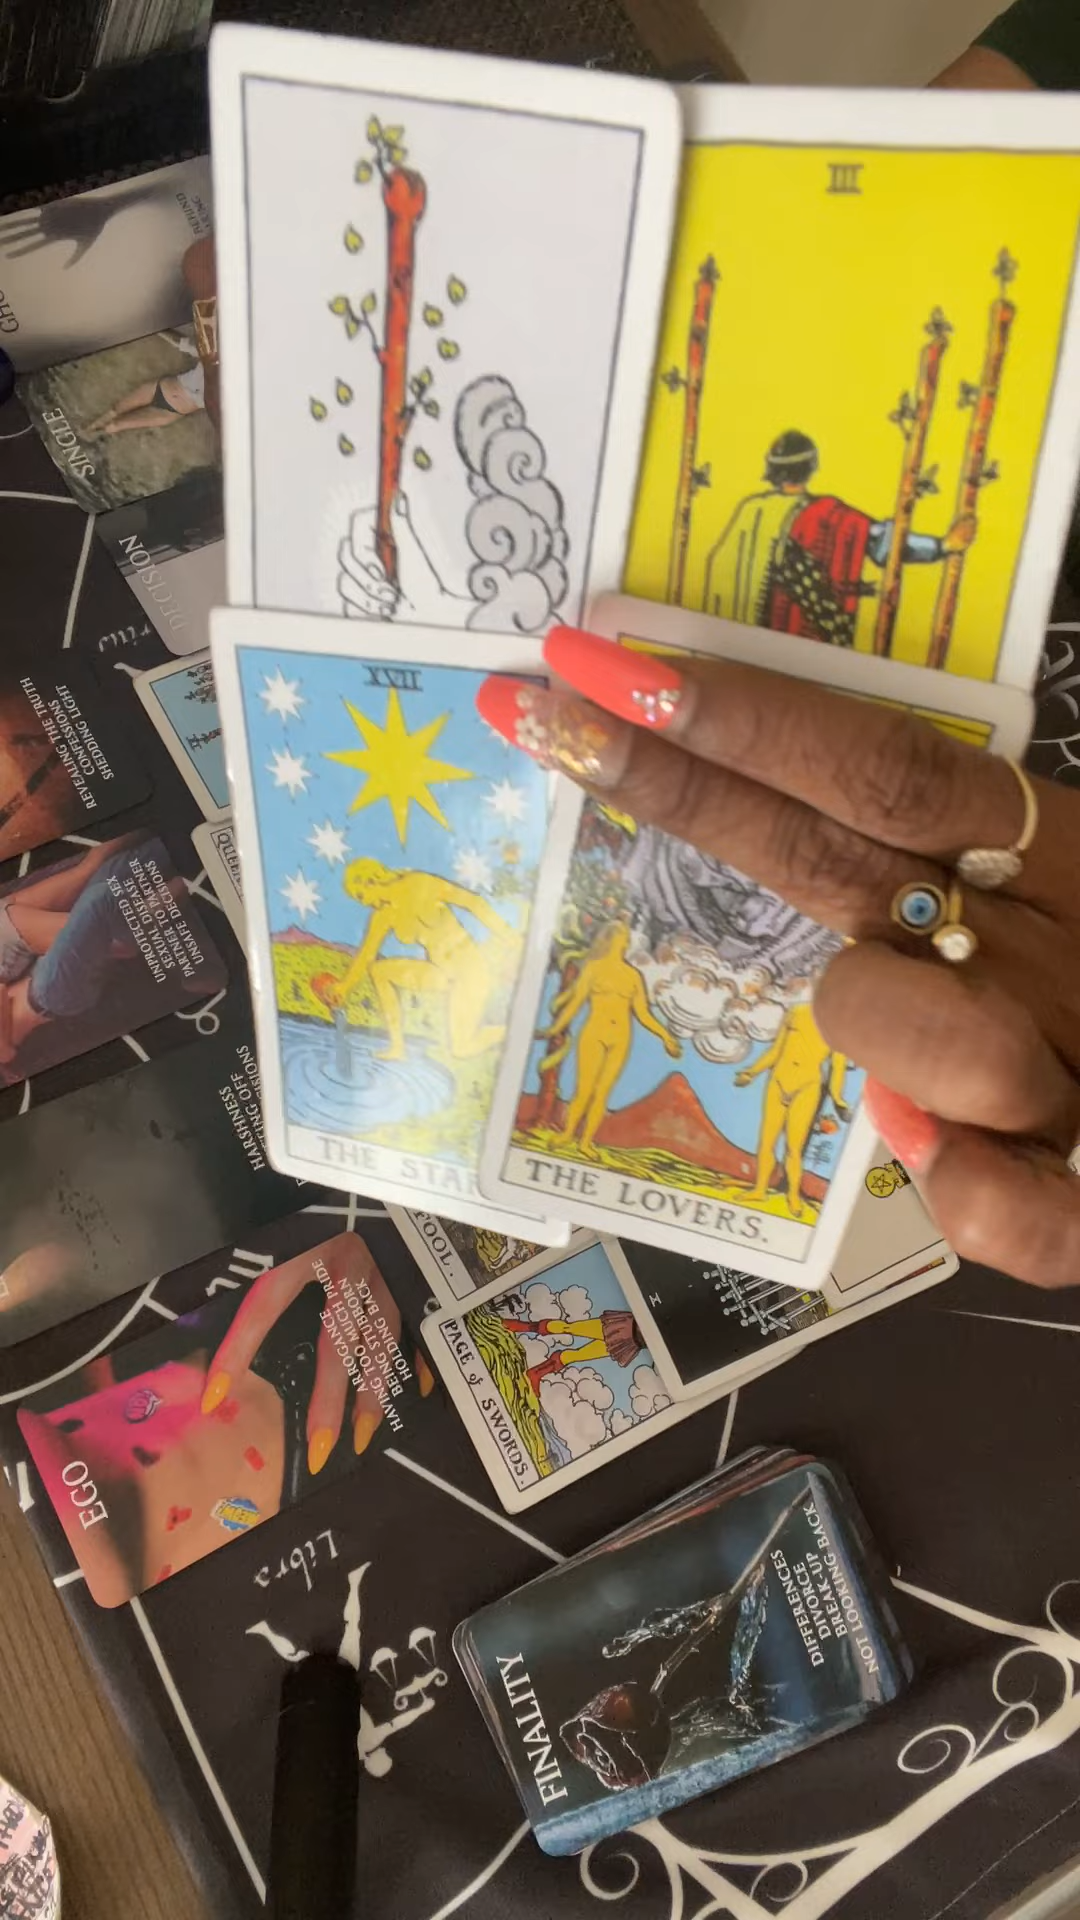 III
XVII
THE STAR
THE LOVERS.
BEHIND
SINGLE
DECISION
REVEALING THE TRUTH
CONFESSIONS
SHEDDING LIGHT
UNPROTECTED SEX
SEXUAL DISEASE
PARTNER TO PARTNER
UNSAFE DECISIONS
HARSHNESS
EGO
ARROGANCE
HAVING TOO MUCH PRIDE
BEING STUBBORN
HOLDING BACK
FOOL.
PAGE of SWORDS.
X
Libra
FINALITY
DIFFERENCES
DIVORCE
BREAK-UP
NOT LOOKING BACK